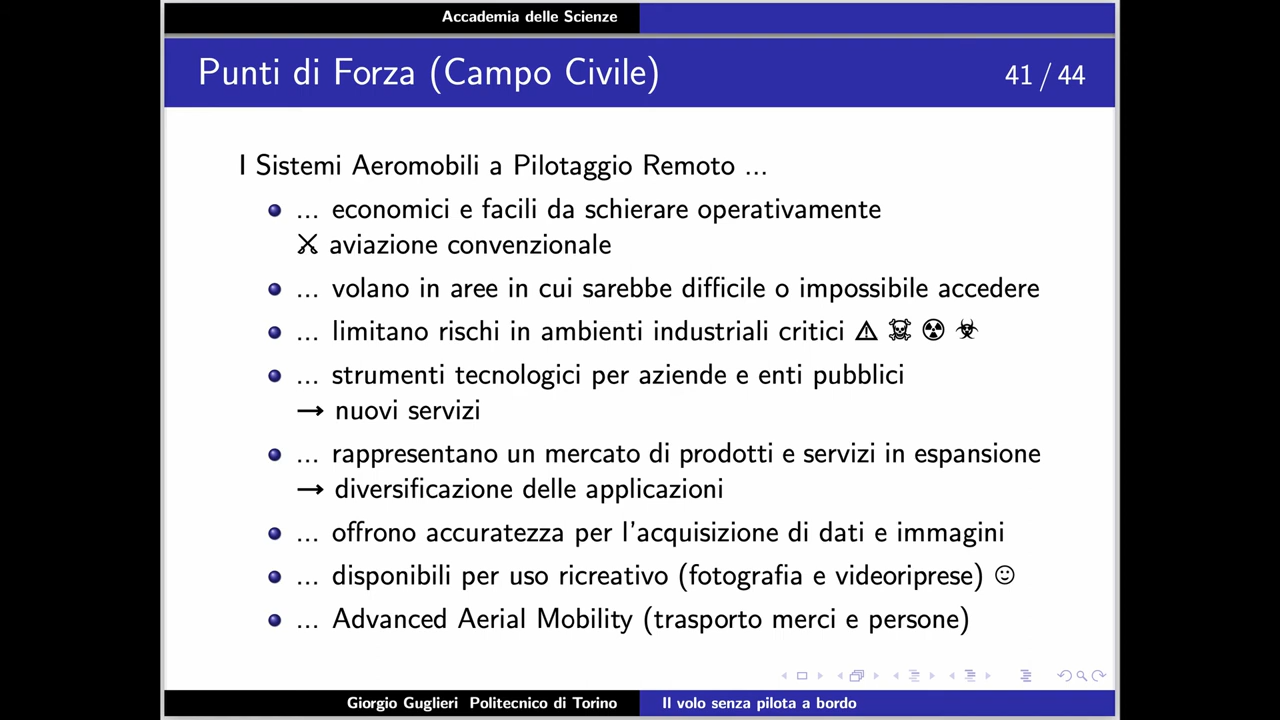 Accademia delle Scienze
Punti di Forza (Campo Civile)
41 / 44
I Sistemi Aeromobili a Pilotaggio Remoto ...
... economici e facili da schierare operativamente
⚔ aviazione convenzionale
... volano in aree in cui sarebbe difficile o impossibile accedere
... limitano rischi in ambienti industriali critici ⚠ ☠ ☢ ☣
... strumenti tecnologici per aziende e enti pubblici
→ nuovi servizi
... rappresentano un mercato di prodotti e servizi in espansione
→ diversificazione delle applicazioni
... offrono accuratezza per l'acquisizione di dati e immagini
... disponibili per uso ricreativo (fotografia e videoriprese) ☺
... Advanced Aerial Mobility (trasporto merci e persone)
Giorgio Guglieri Politecnico di Torino
Il volo senza pilota a bordo